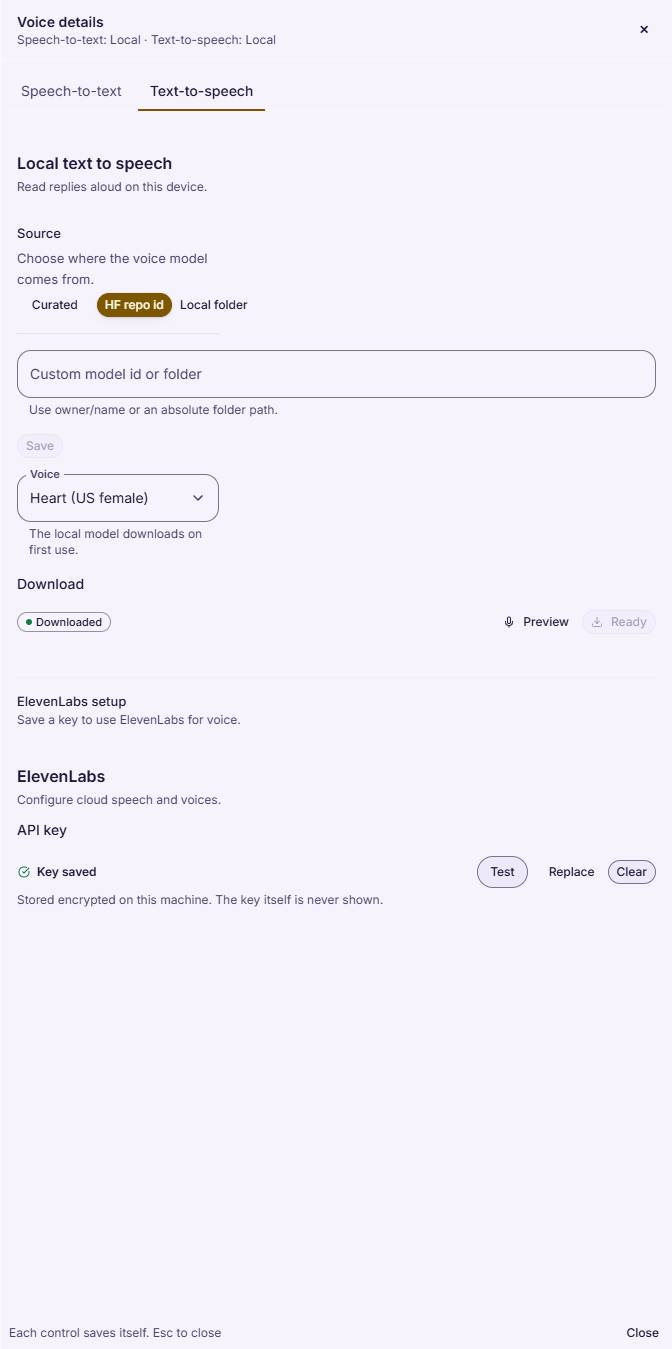 Voice details
Speech-to-text: Local · Text-to-speech: Local
Speech-to-text Text-to-speech
Local text to speech
Read replies aloud on this device.
Source
Choose where the voice model
comes from.
Curated HF repo id Local folder
Custom model id or folder
Use owner/name or an absolute folder path.
Save
Voice
Heart (US female)
The local model downloads on
first use.
Download
Downloaded Preview Ready
ElevenLabs setup
Save a key to use ElevenLabs for voice.
ElevenLabs
Configure cloud speech and voices.
API key
Key saved Test Replace Clear
Stored encrypted on this machine. The key itself is never shown.
Each control saves itself. Esc to close Close